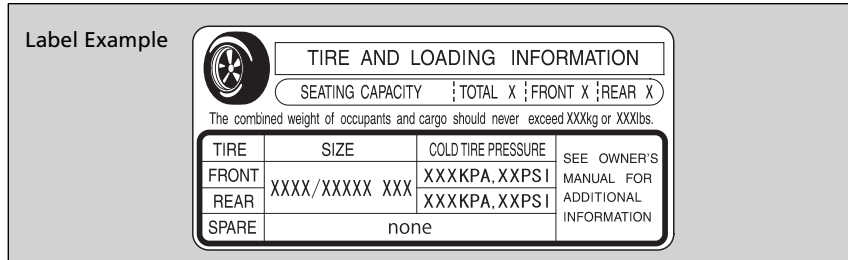 Label Example
TIRE AND LOADING INFORMATION
SEATING CAPACITY TOTAL X FRONT X REAR X
The combined weight of occupants and cargo should never exceed XXXkg or XXXlbs.
TIRE SIZE COLD TIRE PRESSURE
SEE OWNER'S
MANUAL FOR
ADDITIONAL
INFORMATION
FRONT XXXX/XXXXX XXX XXXKPA,XXPSI
REAR XXXKPA,XXPSI
SPARE none